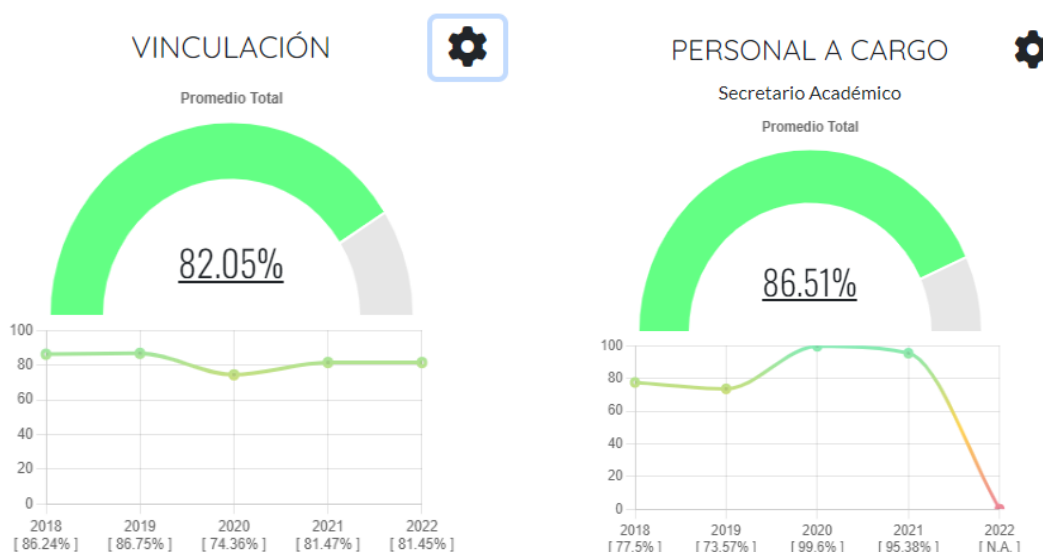 VINCULACIÓN
Promedio Total
82.05%
100
80
60
40
20
0
2018 2019 2020 2021 2022
[ 86.24% ] [ 86.75% ] [ 74.36% ] [ 81.47% ] [ 81.45% ]
PERSONAL A CARGO
Secretario Académico
Promedio Total
86.51%
100
80
60
40
20
0
2018 2019 2020 2021 2022
[ 77.5% ] [ 73.57% ] [ 99.6% ] [ 95.38% ] [ N.A. ]